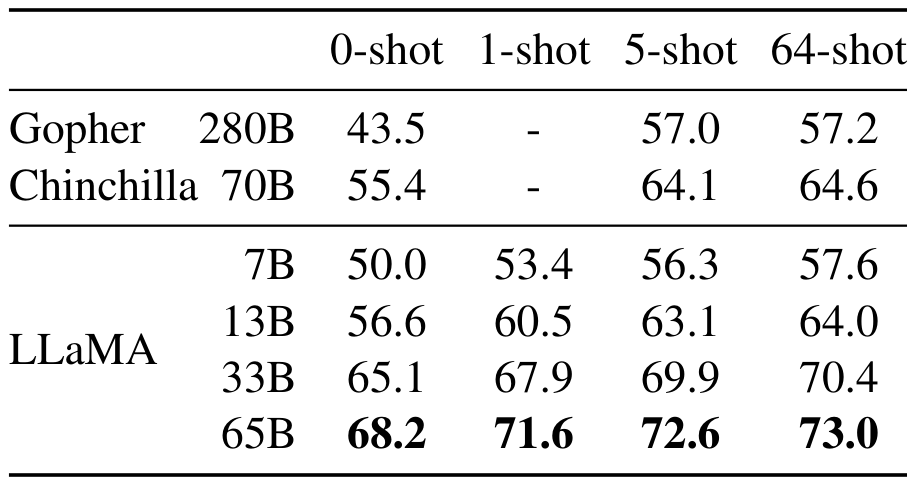 0-shot 1-shot 5-shot 64-shot
Gopher 280B 43.5 - 57.0 57.2
Chinchilla 70B 55.4 - 64.1 64.6
LLaMA
7B 50.0 53.4 56.3 57.6
13B 56.6 60.5 63.1 64.0
33B 65.1 67.9 69.9 70.4
65B 68.2 71.6 72.6 73.0